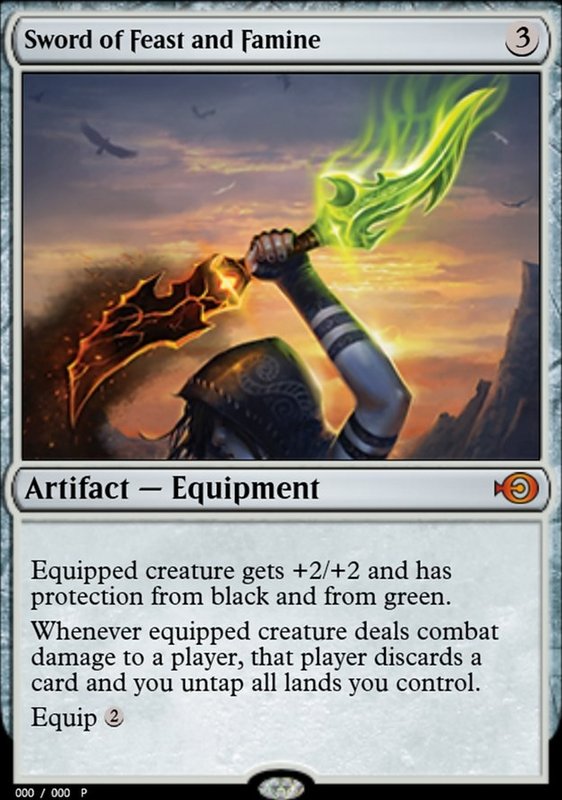 Sword of Feast and Famine 3
Artifact — Equipment
Equipped creature gets +2/+2 and has
protection from black and from green.
Whenever equipped creature deals combat
damage to a player, that player discards a
card and you untap all lands you control.
Equip 2
000 / 000 P